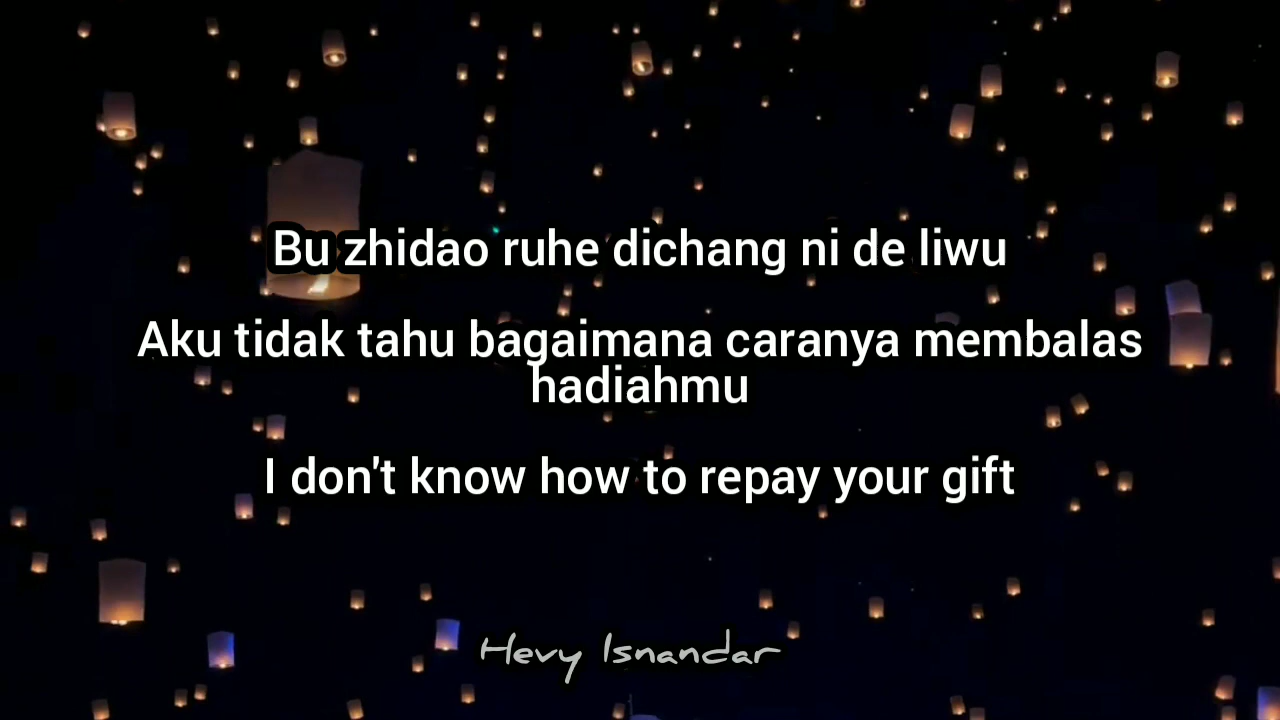 Bu zhidao ruhe dichang ni de liwu
Aku tidak tahu bagaimana caranya membalas
hadiahmu
I don't know how to repay your gift
Hevy Isnandar